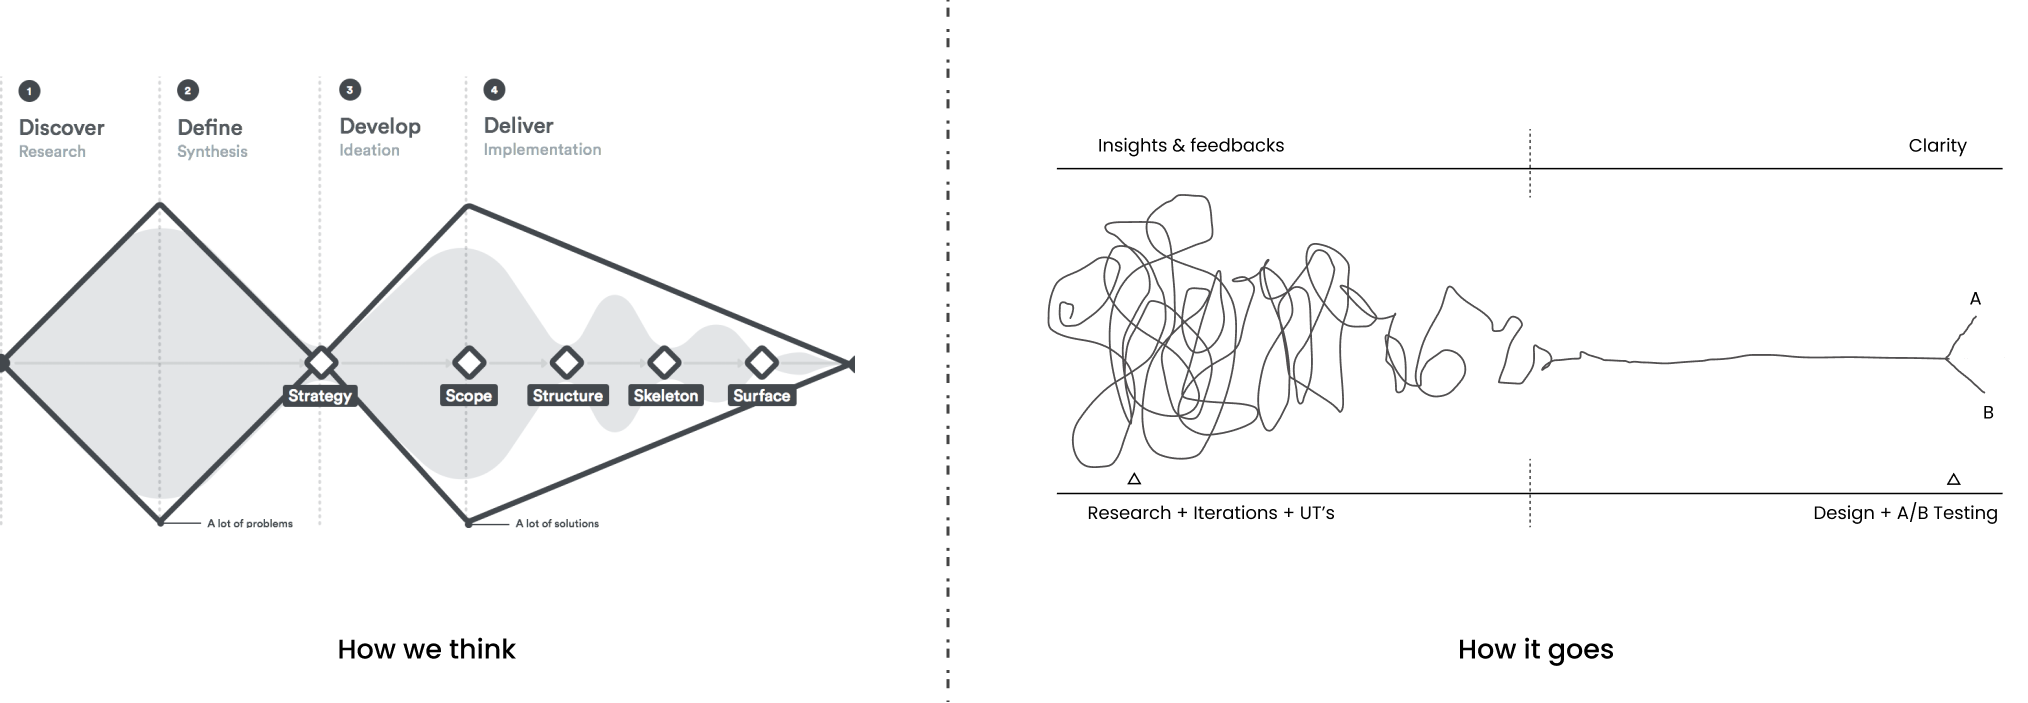 1
Discover
Research
2
Define
Synthesis
3
Develop
Ideation
4
Deliver
Implementation
Strategy
Scope
Structure
Skeleton
Surface
A lot of problems
A lot of solutions
How we think
Insights & feedbacks
Clarity
A
B
Research + Iterations + UT's
Design + A/B Testing
How it goes